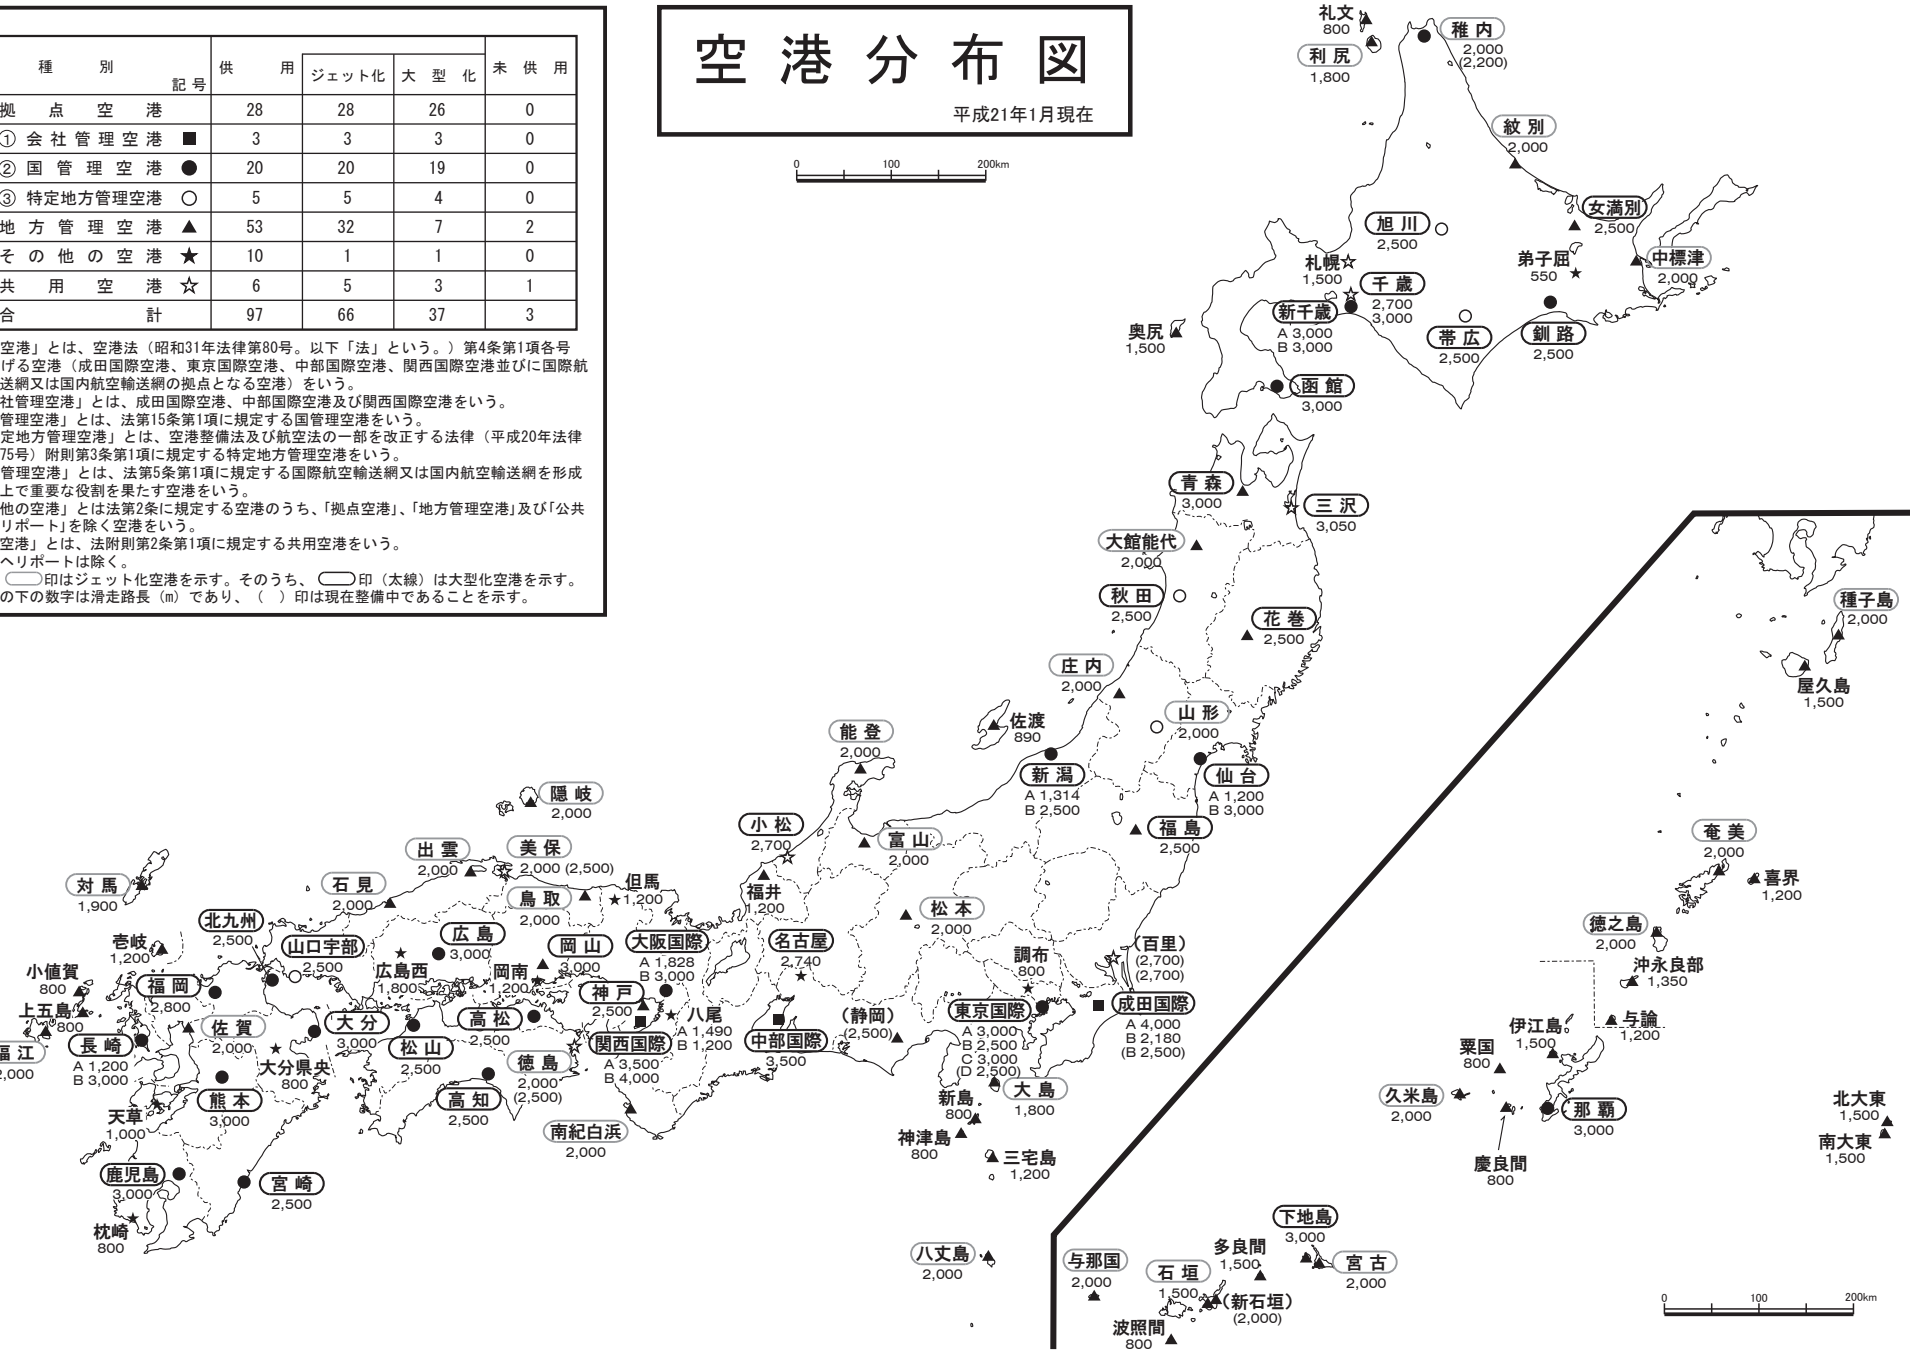 空港分布図
平成21年1月現在
0 100 200km
種別 記号 供用 ジェット化 大型化 未供用
拠点空港 28 28 26 0
① 会社管理空港 ■ 3 3 3 0
② 国管理空港 ● 20 20 19 0
③ 特定地方管理空港 ○ 5 5 4 0
地方管理空港 ▲ 53 32 7 2
その他の空港 ★ 10 1 1 0
共用空港 ☆ 6 5 3 1
合計 97 66 37 3
空港」とは、空港法(昭和31年法律第80号。以下「法」という。)第4条第1項各号
げる空港(成田国際空港、東京国際空港、中部国際空港、関西国際空港並びに国際航
送網又は国内航空輸送網の拠点となる空港)をいう。
社管理空港」とは、成田国際空港、中部国際空港及び関西国際空港をいう。
管理空港」とは、法第15条第1項に規定する国管理空港をいう。
定地方管理空港」とは、空港整備法及び航空法の一部を改正する法律(平成20年法律
75号)附則第3条第1項に規定する特定地方管理空港をいう。
管理空港」とは、法第5条第1項に規定する国際航空輸送網又は国内航空輸送網を形成
上で重要な役割を果たす空港をいう。
他の空港」とは法第2条に規定する空港のうち、「拠点空港」、「地方管理空港」及び「公共
リポート」を除く空港をいう。
空港」とは、法附則第2条第1項に規定する共用空港をいう。
ヘリポートは除く。
印はジェット化空港を示す。そのうち、 印(太線)は大型化空港を示す。
の下の数字は滑走路長(m)であり、( )印は現在整備中であることを示す。
礼文
800
利尻
1,800
稚内
2,000
(2,200)
紋別
2,000
女満別
2,500
旭川
2,500
中標津
2,000
弟子屈
550
札幌
1,500
千歳
2,700
3,000
新千歳
A 3,000
B 3,000
帯広
2,500
釧路
2,500
奥尻
1,500
函館
3,000
青森
3,000
三沢
3,050
大館能代
2,000
秋田
2,500
花巻
2,500
庄内
2,000
山形
2,000
佐渡
890
新潟
A 1,314
B 2,500
仙台
A 1,200
B 3,000
福島
2,500
能登
2,000
小松
2,700
富山
2,000
福井
1,200
松本
2,000
隠岐
2,000
出雲
2,000
美保
2,000 (2,500)
鳥取
2,000
但馬
1,200
石見
2,000
対馬
1,900
北九州
2,500
山口宇部
2,500
広島
3,000
広島西
1,800
岡山
3,000
岡南
1,200
大阪国際
A 1,828
B 3,000
名古屋
2,740
神戸
2,500
八尾
A 1,490
B 1,200
関西国際
A 3,500
B 4,000
中部国際
3,500
(静岡)
(2,500)
調布
800
(百里)
(2,700)
(2,700)
東京国際
A 3,000
B 2,500
C 3,000
(D 2,500)
成田国際
A 4,000
B 2,180
(B 2,500)
壱岐
1,200
小値賀
800
上五島
800
福江
2,000
福岡
2,800
佐賀
2,000
長崎
A 1,200
B 3,000
大分
3,000
大分県央
800
熊本
3,000
天草
1,000
鹿児島
3,000
宮崎
2,500
枕崎
800
松山
2,500
高松
2,500
徳島
2,000
(2,500)
高知
2,500
南紀白浜
2,000
大島
1,800
新島
800
神津島
800
三宅島
1,200
八丈島
2,000
種子島
2,000
屋久島
1,500
奄美
2,000
喜界
1,200
徳之島
2,000
沖永良部
1,350
与論
1,200
伊江島
1,500
粟国
800
久米島
2,000
那覇
3,000
慶良間
800
北大東
1,500
南大東
1,500
下地島
3,000
宮古
2,000
多良間
1,500
与那国
2,000
石垣
1,500
(新石垣)
(2,000)
波照間
800
0 100 200km